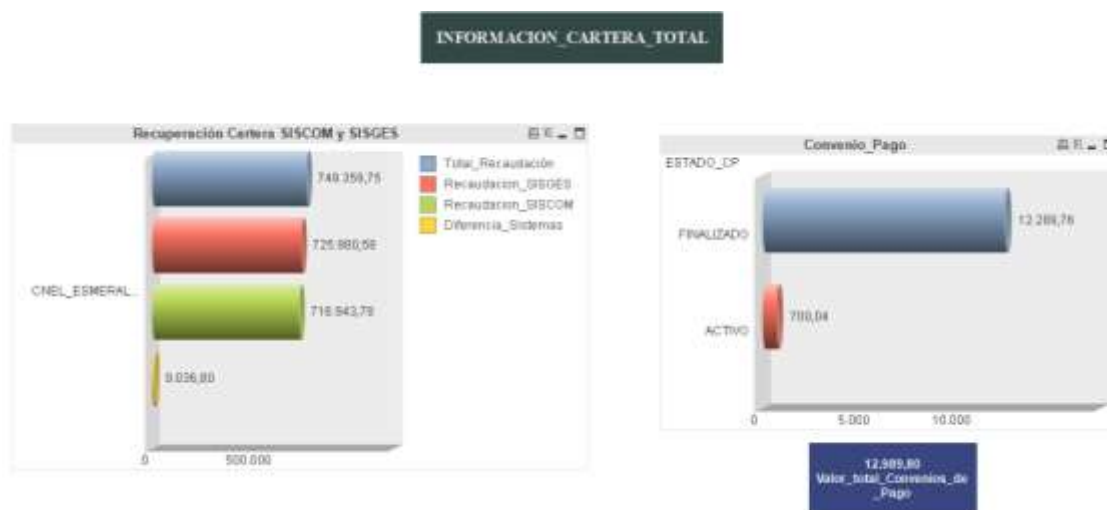 INFORMACION_CARTERA_TOTAL
Recuperación Cartera SISCOM y SISGES
Total_Recaudación
Recaudacion_SISGES
Recaudacion_SISCOM
Diferencia_Sistemas
749.359,75
725.980,58
716.943,78
9.036,80
CNEL_ESMERAL...
0
500.000
Convenio_Pago
ESTADO_CP
FINALIZADO
12.289,76
ACTIVO
700,04
0
5.000
10.000
12.989,80
Valor_total_Convenios_de
_Pago